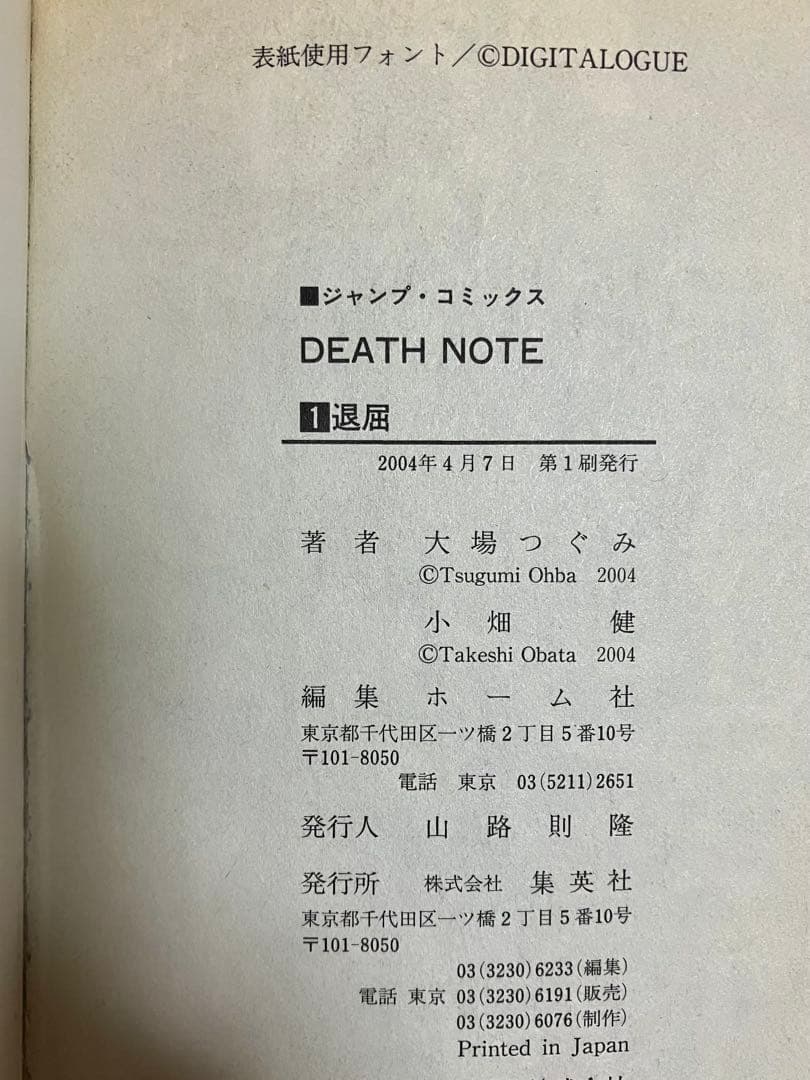 表紙使用フォント／©DIGITALOGUE
■ジャンプ・コミックス
DEATH NOTE
1退屈
2004年4月7日 第1刷発行
著者 大場つぐみ
©Tsugumi Ohba 2004
小畑 健
©Takeshi Obata 2004
編集 ホーム社
東京都千代田区一ツ橋2丁目5番10号
〒101-8050
電話 東京 03(5211)2651
発行人 山路則隆
発行所 株式会社 集英社
東京都千代田区一ツ橋2丁目5番10号
〒101-8050
03(3230)6233(編集)
電話 東京 03(3230)6191(販売)
03(3230)6076(制作)
Printed in Japan